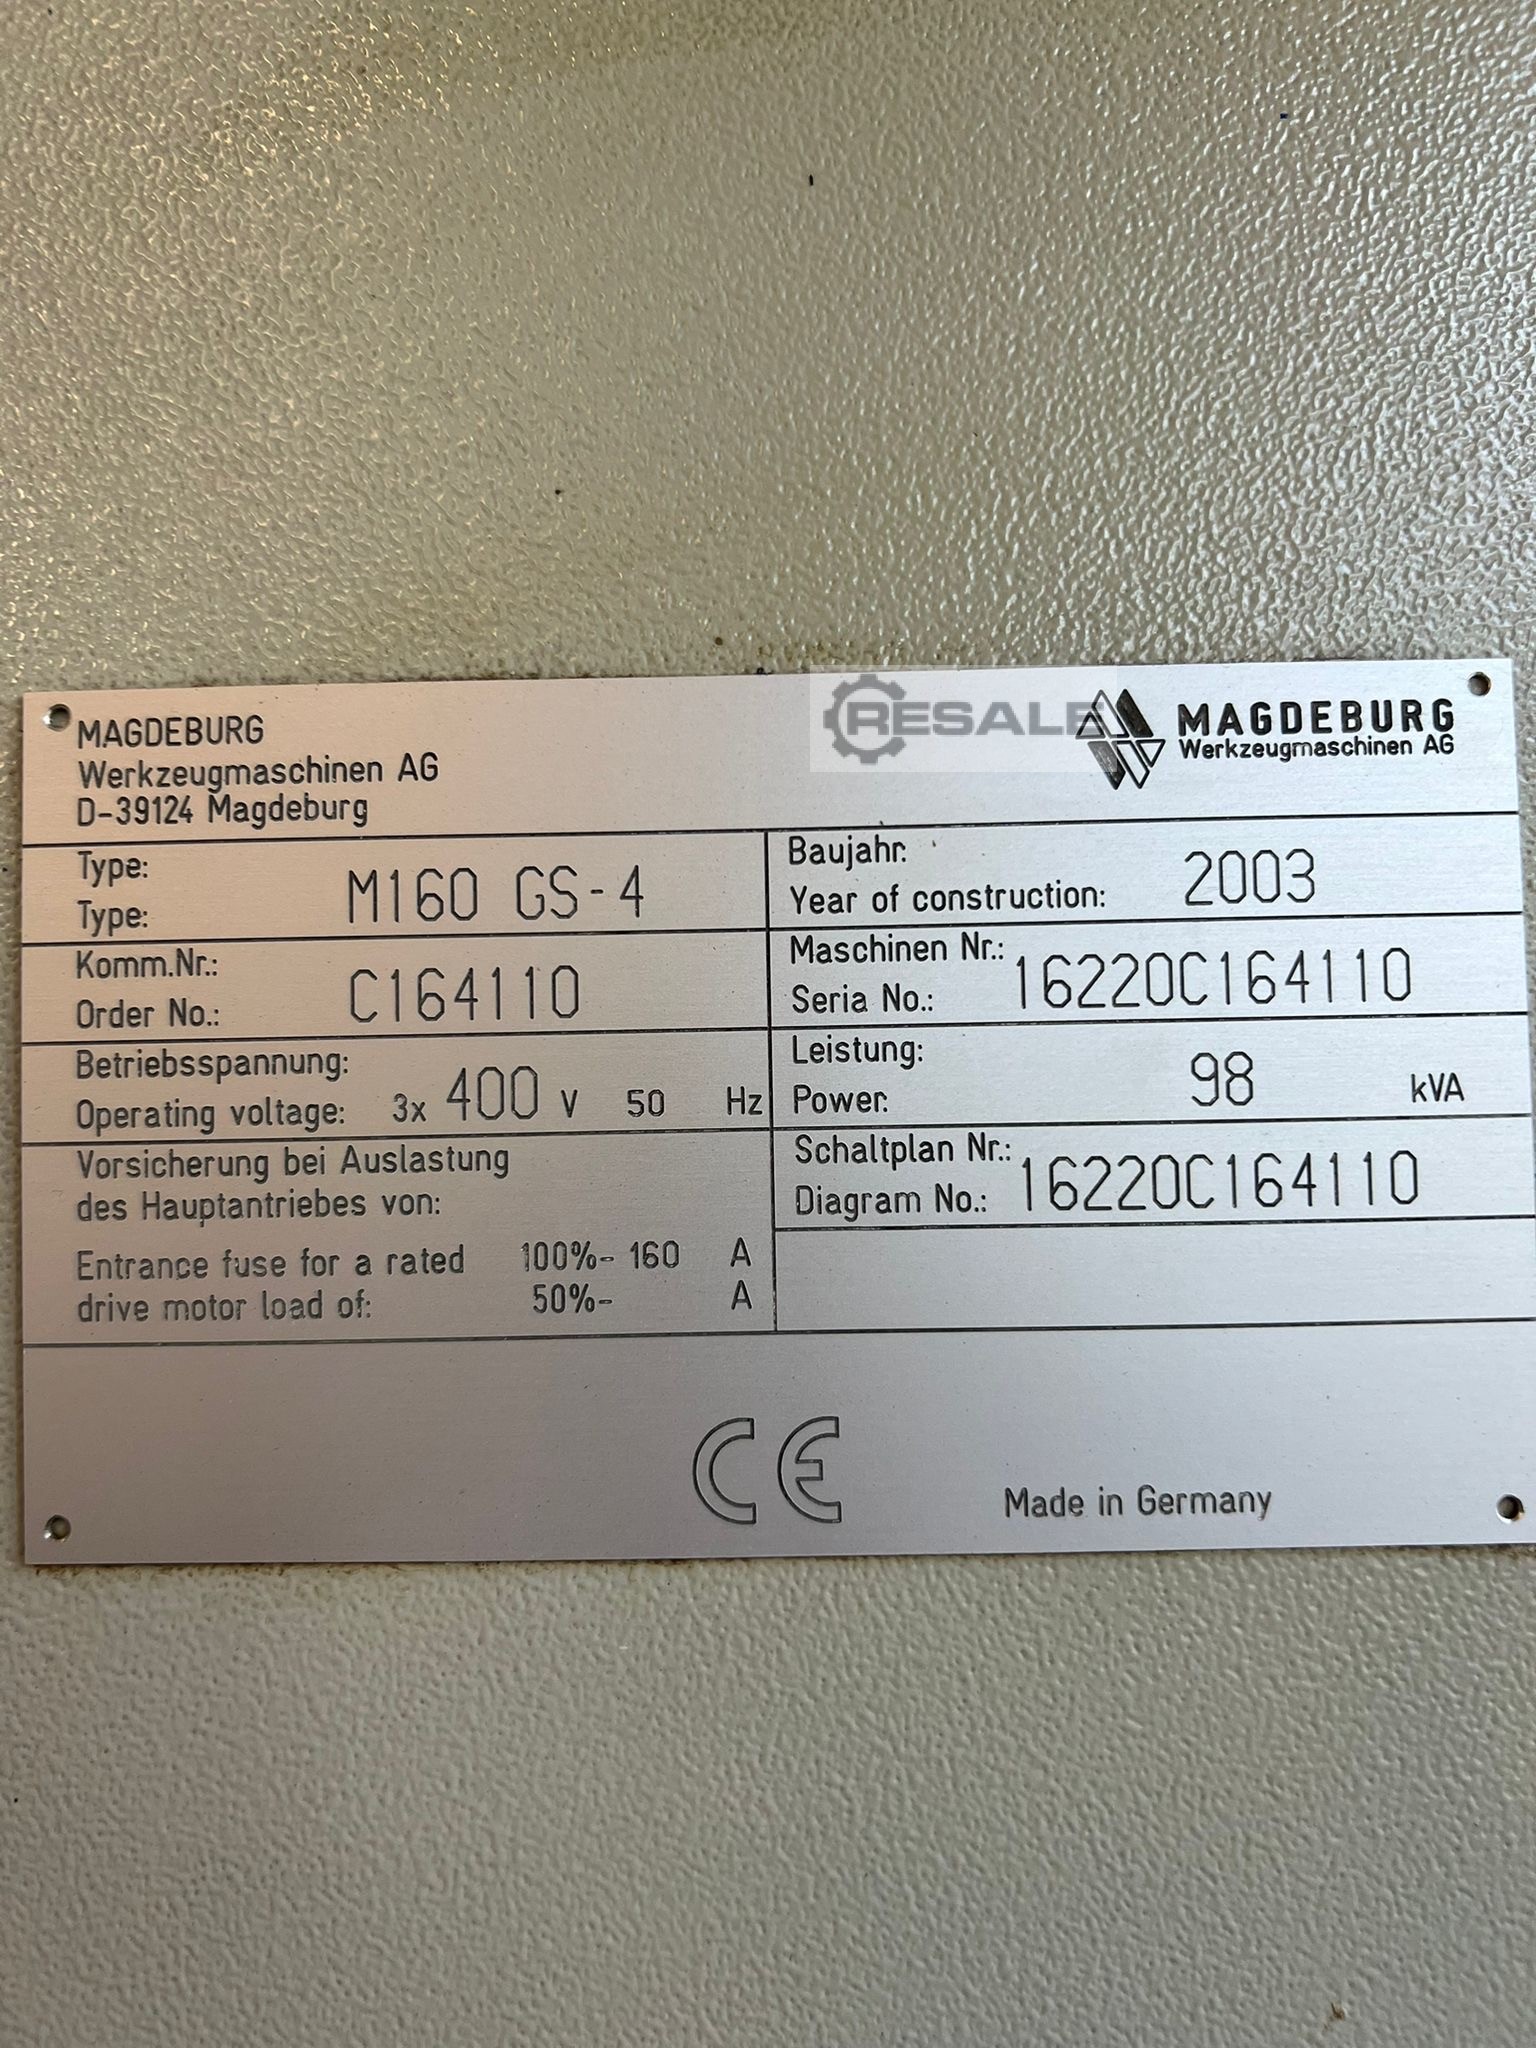 MAGDEBURG
Werkzeugmaschinen AG
D-39124 Magdeburg
RESALE
MAGDEBURG
Werkzeugmaschinen AG
Type:
Type:
M160 GS-4
Baujahr:
Year of construction:
2003
Komm.Nr.:
Order No.:
C164110
Maschinen Nr.:
Seria No.:
16220C164110
Betriebsspannung:
Operating voltage: 3x 400 V 50 Hz
Leistung:
Power:
98 kVA
Vorsicherung bei Auslastung
des Hauptantriebes von:
Entrance fuse for a rated 100%- 160 A
drive motor load of: 50%- A
Schaltplan Nr.:
Diagram No.:
16220C164110
CE
Made in Germany